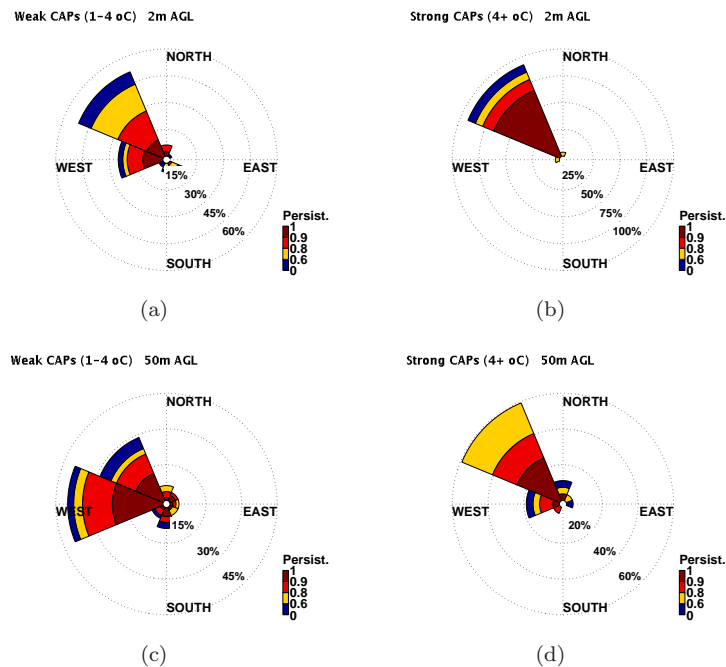 Weak CAPs (1-4 oC)   2m AGL
NORTH
WEST
EAST
SOUTH
15%
30%
45%
60%
Persist.
1
0.9
0.8
0.6
0
(a)
Strong CAPs (4+ oC)   2m AGL
NORTH
WEST
EAST
SOUTH
25%
50%
75%
100%
Persist.
1
0.9
0.8
0.6
0
(b)
Weak CAPs (1-4 oC)   50m AGL
NORTH
WEST
EAST
SOUTH
15%
30%
45%
Persist.
1
0.9
0.8
0.6
0
(c)
Strong CAPs (4+ oC)   50m AGL
NORTH
WEST
EAST
SOUTH
20%
40%
60%
Persist.
1
0.9
0.8
0.6
0
(d)